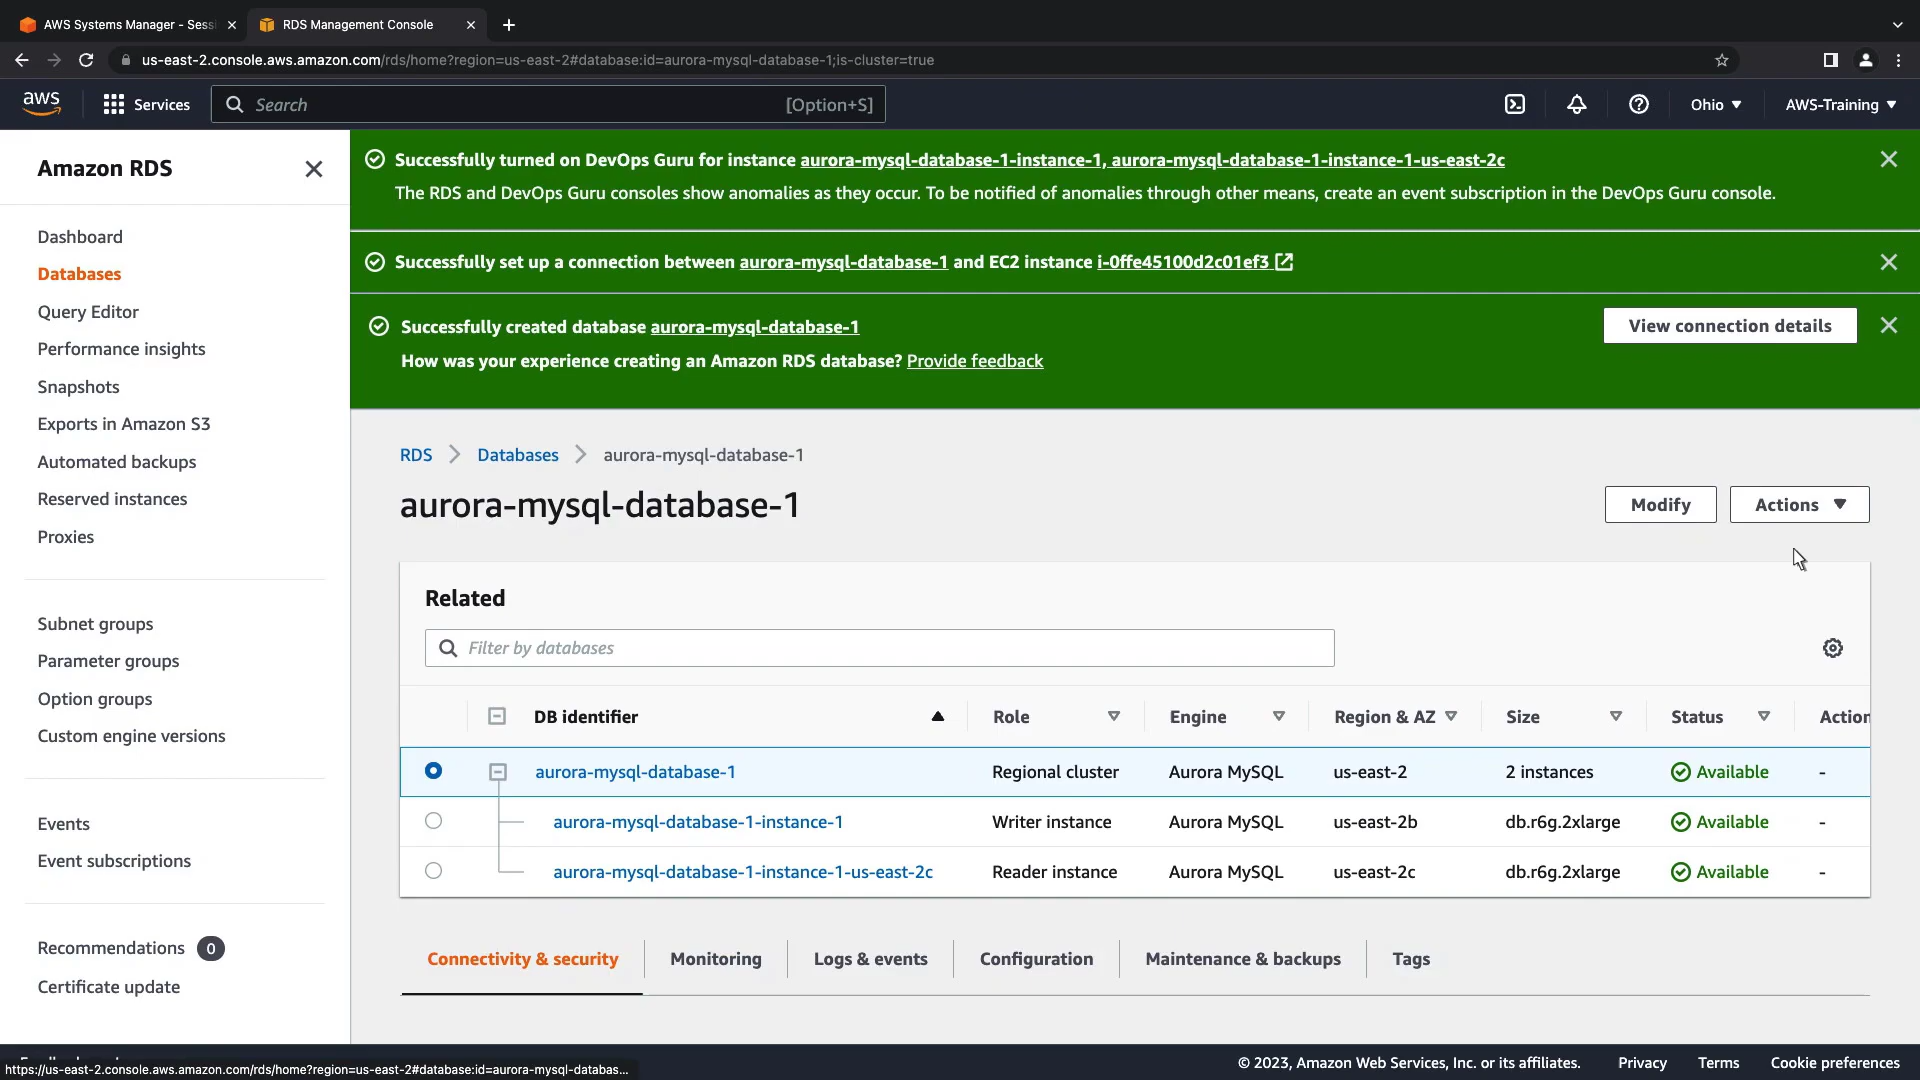 AWS Systems Manager - Sess
RDS Management Console
us-east-2.console.aws.amazon.com/rds/home?region=us-east-2#database:id=aurora-mysql-database-1;is-cluster=true
aws
Services
Search
[Option+S]
Ohio
AWS-Training
Amazon RDS
Dashboard
Databases
Query Editor
Performance insights
Snapshots
Exports in Amazon S3
Automated backups
Reserved instances
Proxies
Subnet groups
Parameter groups
Option groups
Custom engine versions
Events
Event subscriptions
Recommendations 0
Certificate update
Successfully turned on DevOps Guru for instance aurora-mysql-database-1-instance-1, aurora-mysql-database-1-instance-1-us-east-2c
The RDS and DevOps Guru consoles show anomalies as they occur. To be notified of anomalies through other means, create an event subscription in the DevOps Guru console.
Successfully set up a connection between aurora-mysql-database-1 and EC2 instance i-0ffe45100d2c01ef3
Successfully created database aurora-mysql-database-1
View connection details
How was your experience creating an Amazon RDS database? Provide feedback
RDS > Databases > aurora-mysql-database-1
aurora-mysql-database-1
Modify
Actions
Related
Filter by databases
DB identifier Role Engine Region & AZ Size Status Action
aurora-mysql-database-1 Regional cluster Aurora MySQL us-east-2 2 instances Available -
aurora-mysql-database-1-instance-1 Writer instance Aurora MySQL us-east-2b db.r6g.2xlarge Available -
aurora-mysql-database-1-instance-1-us-east-2c Reader instance Aurora MySQL us-east-2c db.r6g.2xlarge Available -
Connectivity & security
Monitoring
Logs & events
Configuration
Maintenance & backups
Tags
https://us-east-2.console.aws.amazon.com/rds/home?region=us-east-2#database:id=aurora-mysql-databas...
© 2023, Amazon Web Services, Inc. or its affiliates.
Privacy
Terms
Cookie preferences